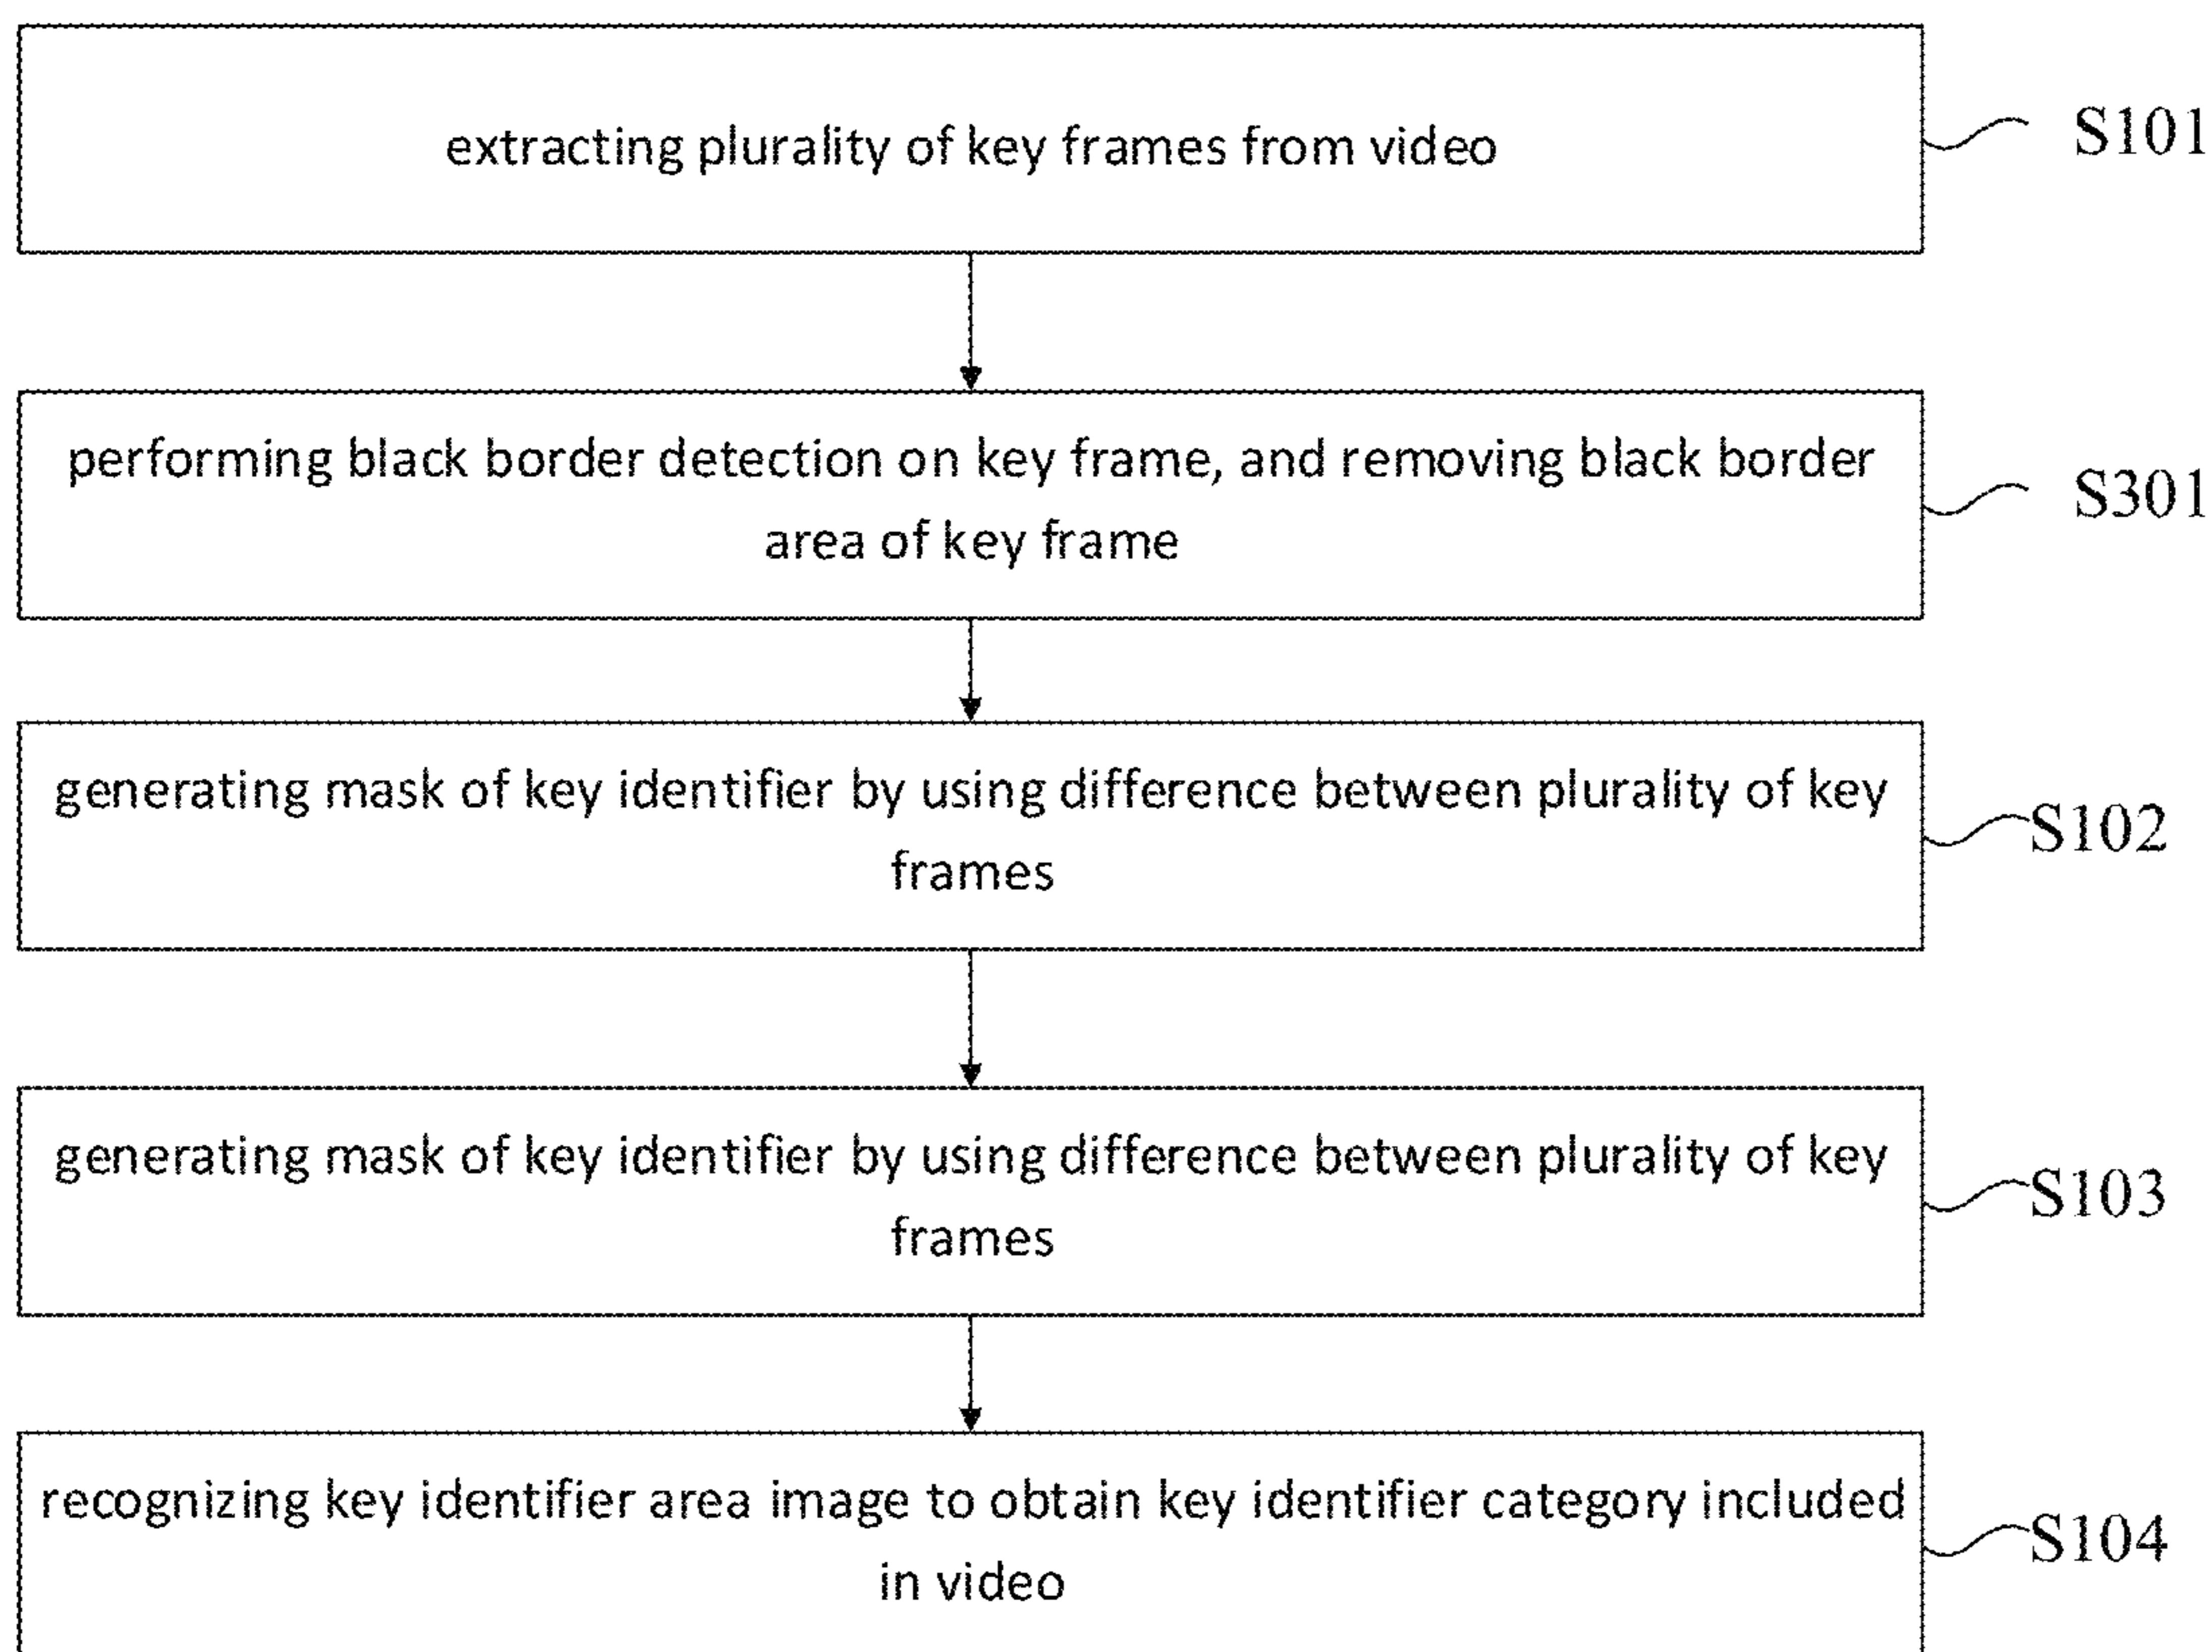 extracting plurality of key frames from video
S101
performing black border detection on key frame, and removing black border
area of key frame
S301
generating mask of key identifier by using difference between plurality of key
frames
S102
generating mask of key identifier by using difference between plurality of key
frames
S103
recognizing key identifier area image to obtain key identifier category included
in video
S104